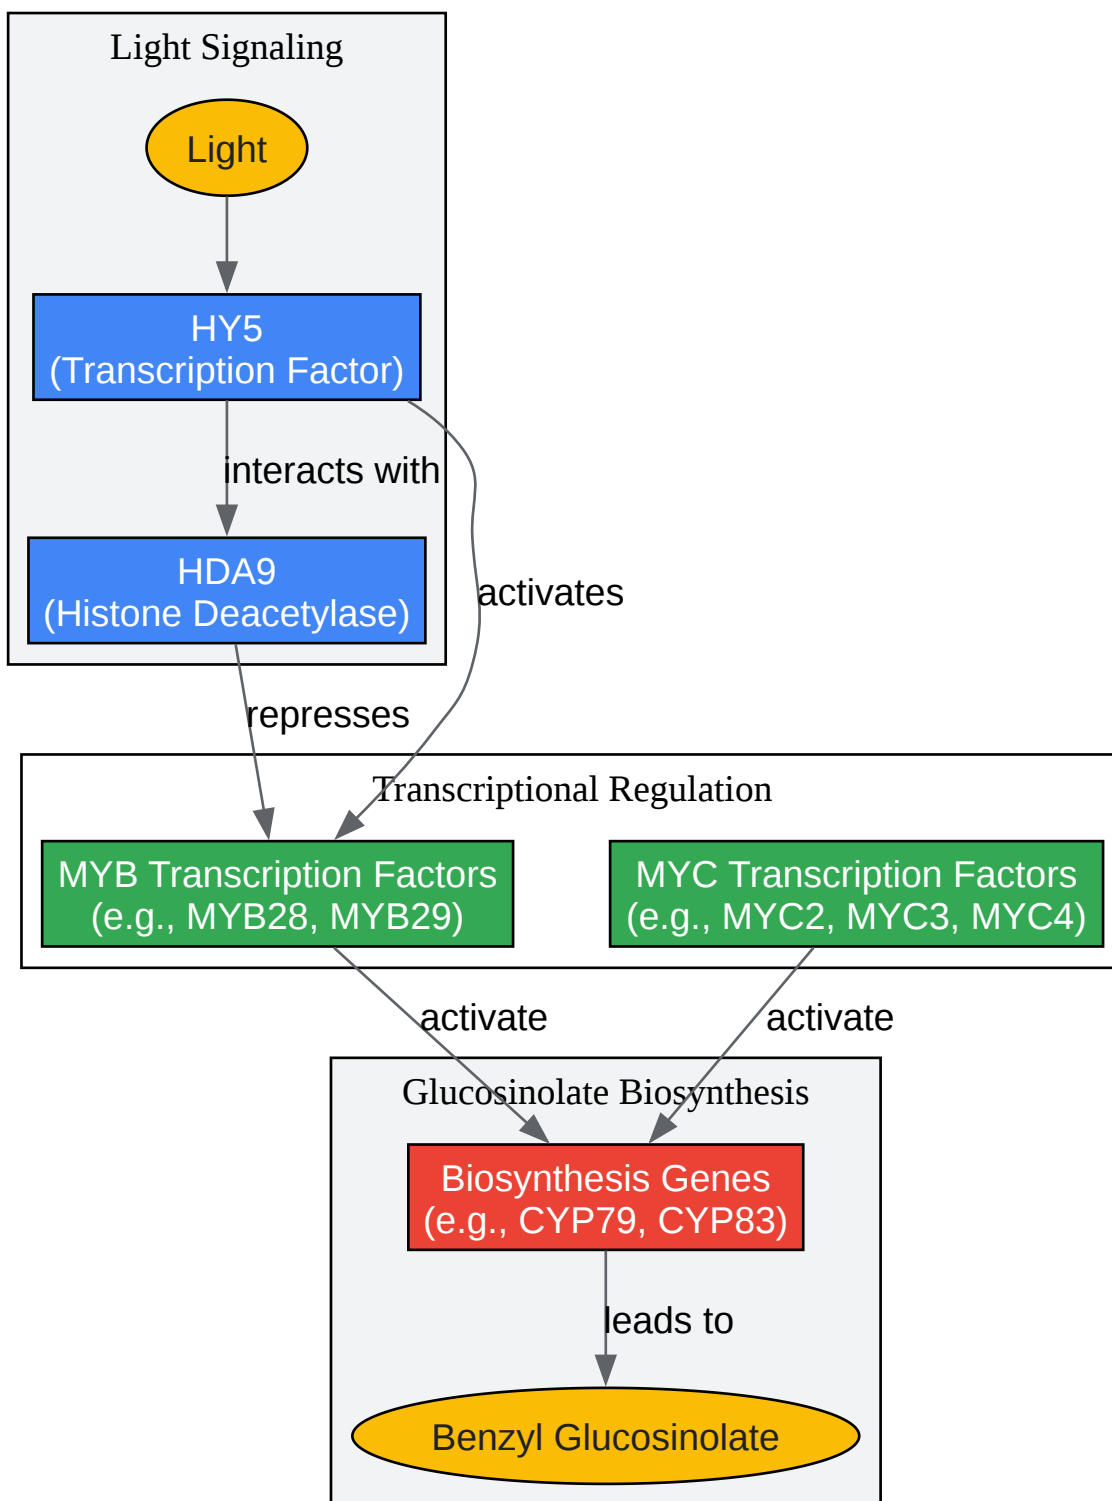 Light Signaling
Light
HY5
(Transcription Factor)
interacts with
HDA9
(Histone Deacetylase)
activates
represses
Transcriptional Regulation
MYB Transcription Factors
(e.g., MYB28, MYB29)
MYC Transcription Factors
(e.g., MYC2, MYC3, MYC4)
activate
activate
Glucosinolate Biosynthesis
Biosynthesis Genes
(e.g., CYP79, CYP83)
leads to
Benzyl Glucosinolate